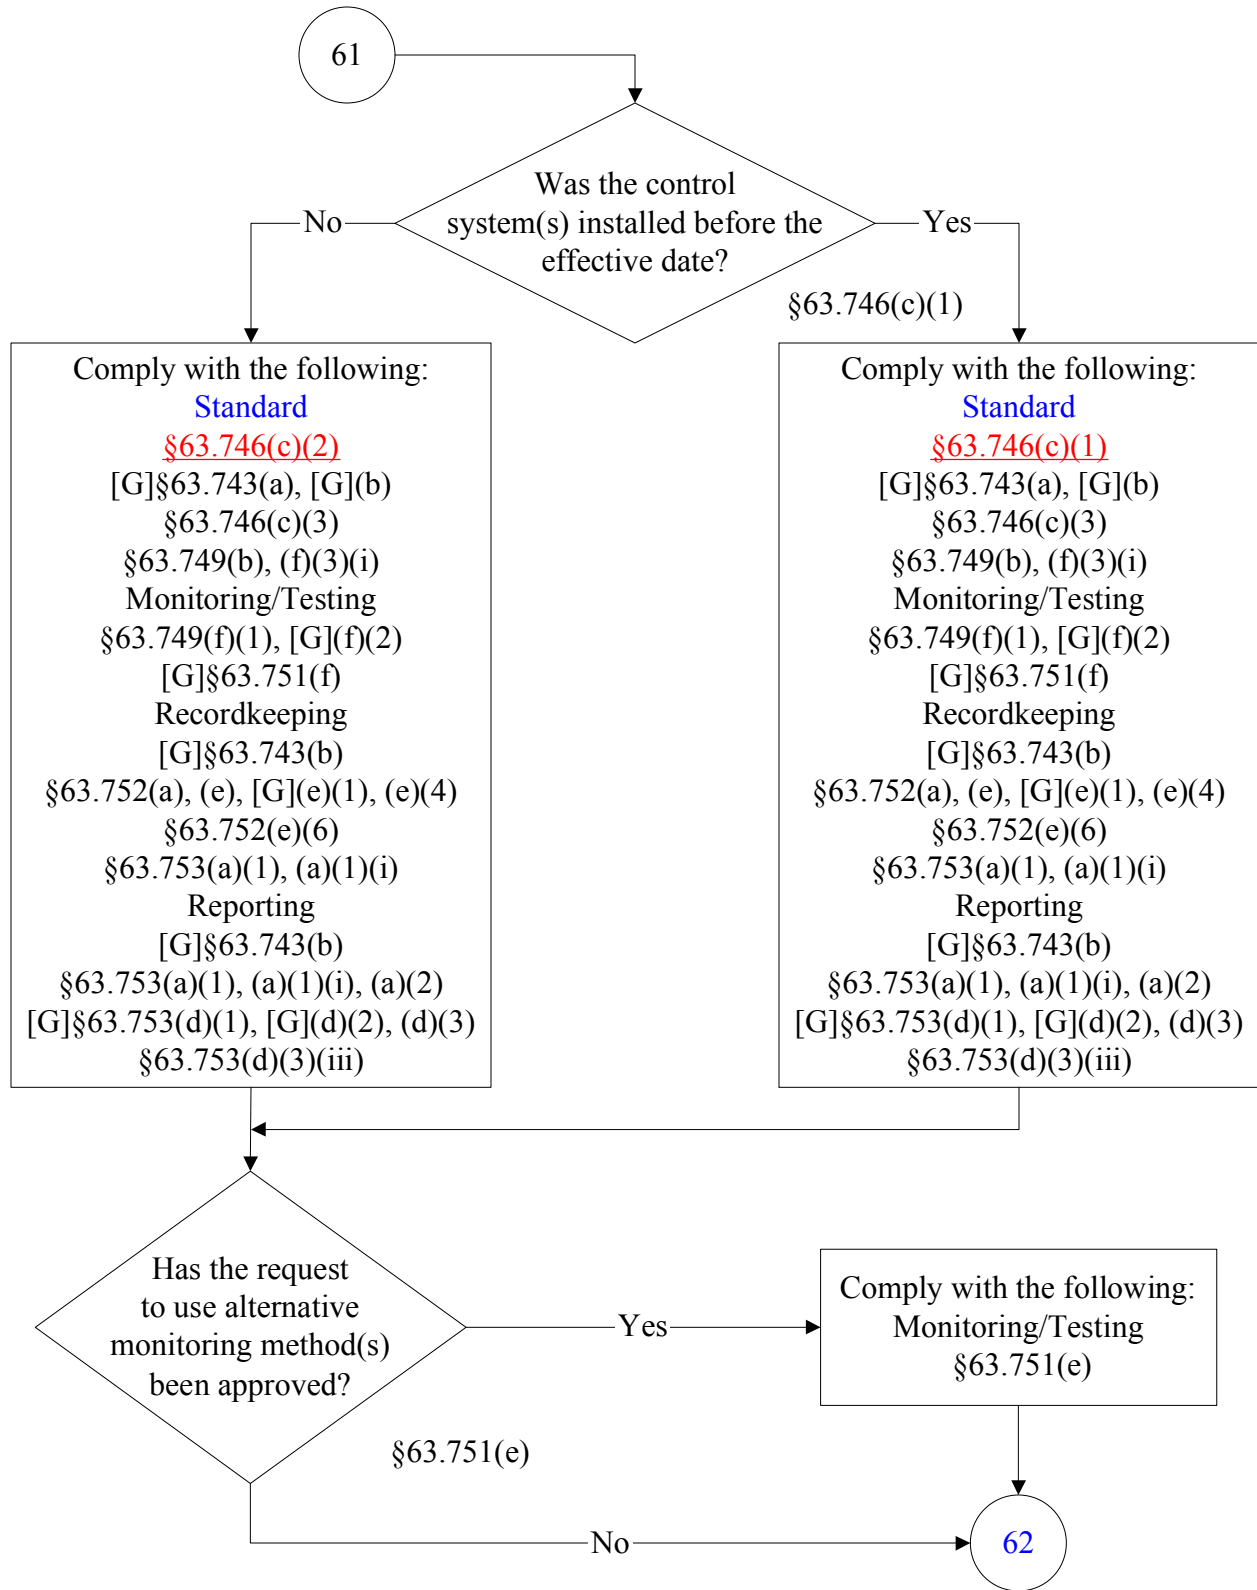 61
Was the control
system(s) installed before the
effective date?
No
Yes
§63.746(c)(1)
Comply with the following:
Standard
§63.746(c)(2)
[G]§63.743(a), [G](b)
§63.746(c)(3)
§63.749(b), (f)(3)(i)
Monitoring/Testing
§63.749(f)(1), [G](f)(2)
[G]§63.751(f)
Recordkeeping
[G]§63.743(b)
§63.752(a), (e), [G](e)(1), (e)(4)
§63.752(e)(6)
§63.753(a)(1), (a)(1)(i)
Reporting
[G]§63.743(b)
§63.753(a)(1), (a)(1)(i), (a)(2)
[G]§63.753(d)(1), [G](d)(2), (d)(3)
§63.753(d)(3)(iii)
Comply with the following:
Standard
§63.746(c)(1)
[G]§63.743(a), [G](b)
§63.746(c)(3)
§63.749(b), (f)(3)(i)
Monitoring/Testing
§63.749(f)(1), [G](f)(2)
[G]§63.751(f)
Recordkeeping
[G]§63.743(b)
§63.752(a), (e), [G](e)(1), (e)(4)
§63.752(e)(6)
§63.753(a)(1), (a)(1)(i)
Reporting
[G]§63.743(b)
§63.753(a)(1), (a)(1)(i), (a)(2)
[G]§63.753(d)(1), [G](d)(2), (d)(3)
§63.753(d)(3)(iii)
Has the request
to use alternative
monitoring method(s)
been approved?
Yes
§63.751(e)
Comply with the following:
Monitoring/Testing
§63.751(e)
No
62